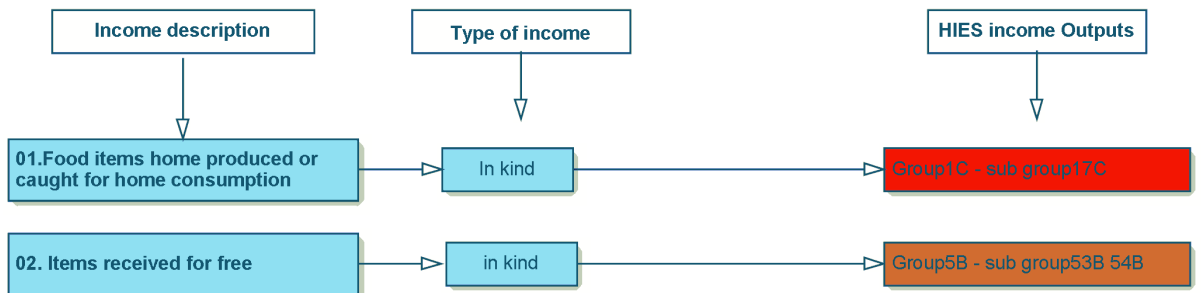 Income description
Type of income
HIES income Outputs
01.Food items home produced or
caught for home consumption
In kind
Group1C - sub group17C
02. Items received for free
in kind
Group5B - sub group53B 54B